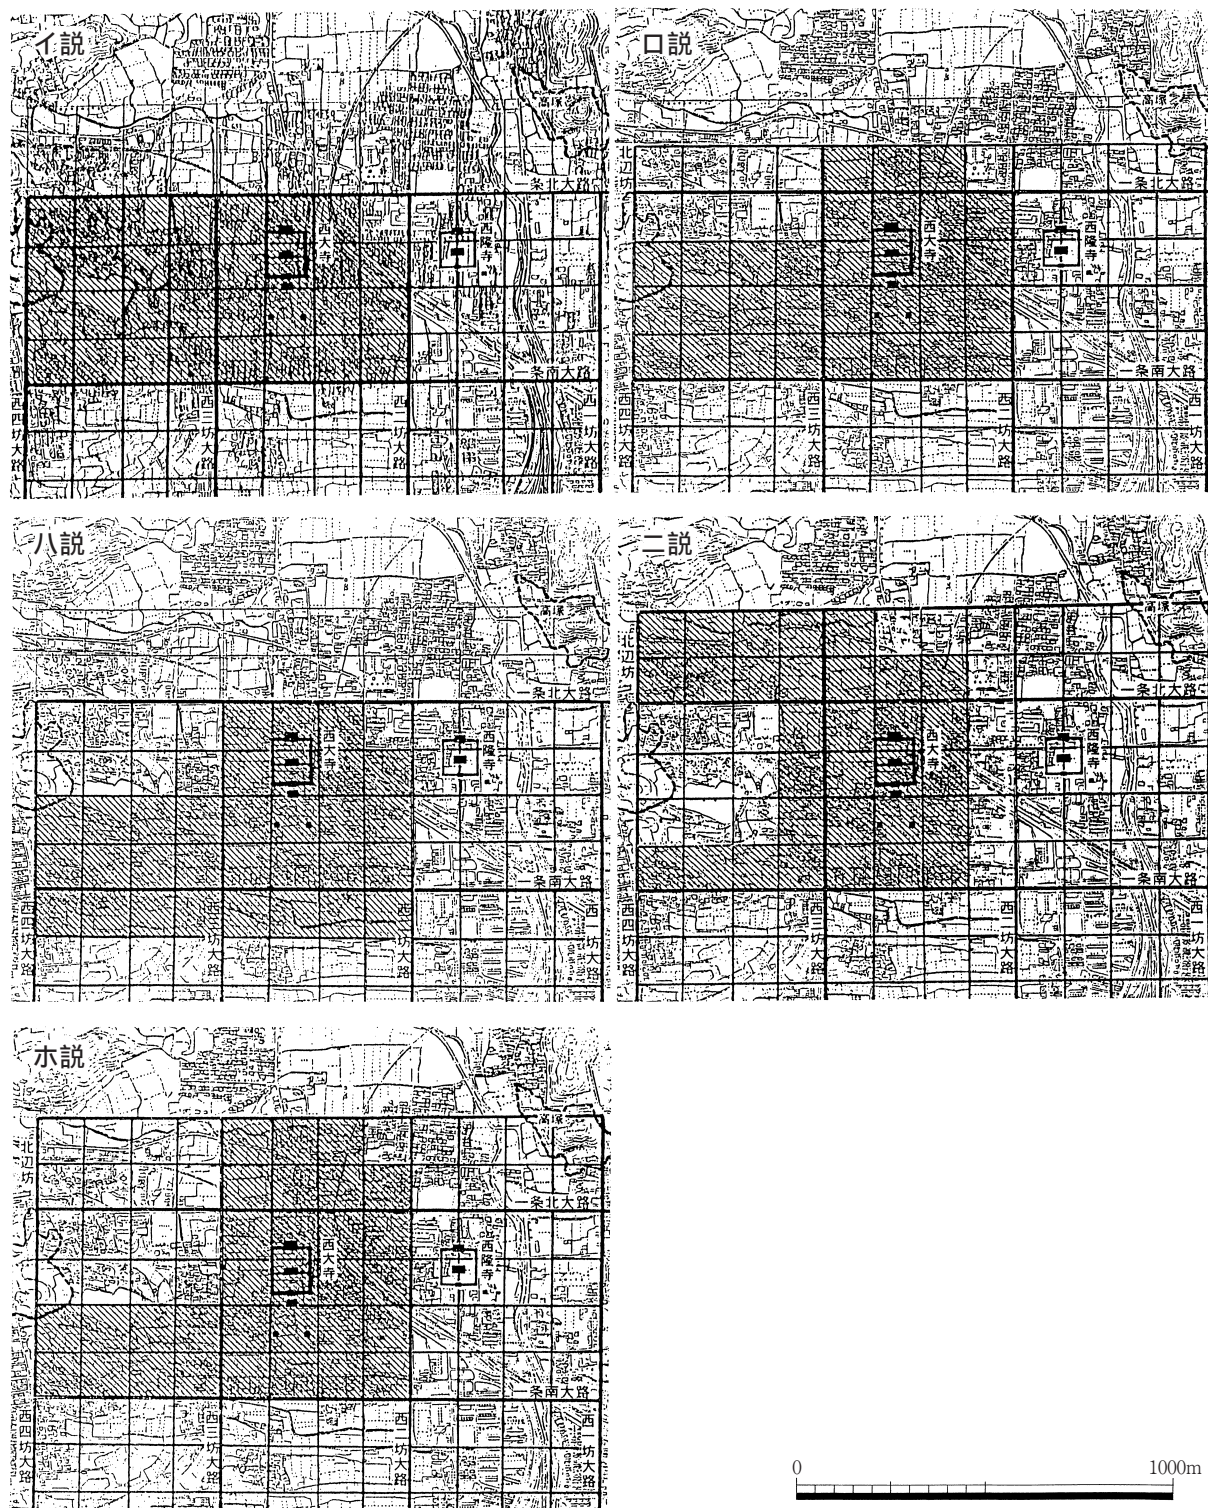 イ説
高塚
一条北大路
西大寺
西隆寺
一条南大路
西三坊大路
西二坊大路
西一坊大路
ロ説
高塚
北辺坊
一条北大路
西大寺
西隆寺
一条南大路
西四坊大路
西三坊大路
西二坊大路
西一坊大路
ハ説
高塚
一条北大路
西大寺
西隆寺
一条南大路
西四坊大路
西三坊大路
西二坊大路
西一坊大路
ニ説
高塚
北辺坊
一条北大路
西大寺
西隆寺
一条南大路
西四坊大路
西三坊大路
西二坊大路
西一坊大路
ホ説
高塚
北辺坊
一条北大路
西大寺
西隆寺
一条南大路
西四坊大路
西三坊大路
西二坊大路
西一坊大路
0 1000m